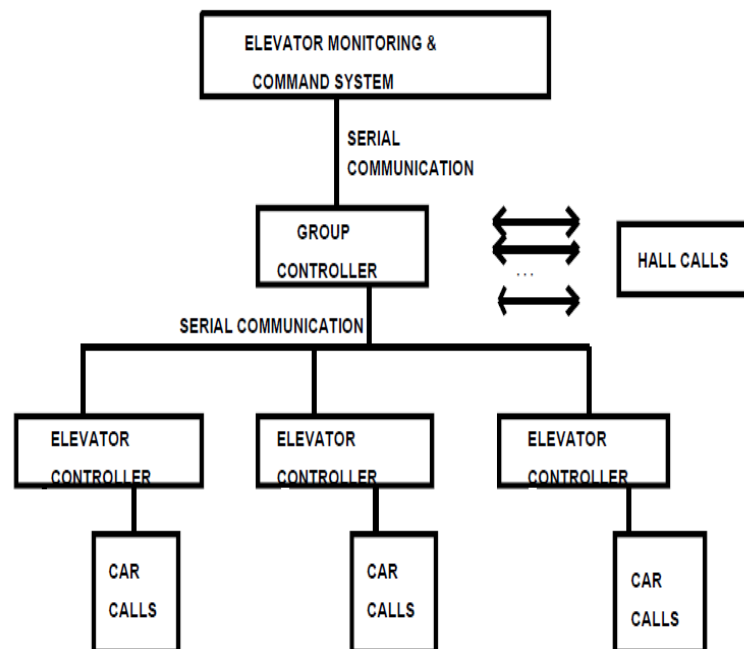 ELEVATOR MONITORING &
COMMAND SYSTEM
SERIAL
COMMUNICATION
GROUP
CONTROLLER
...
HALL CALLS
SERIAL COMMUNICATION
ELEVATOR
CONTROLLER
ELEVATOR
CONTROLLER
ELEVATOR
CONTROLLER
CAR
CALLS
CAR
CALLS
CAR
CALLS